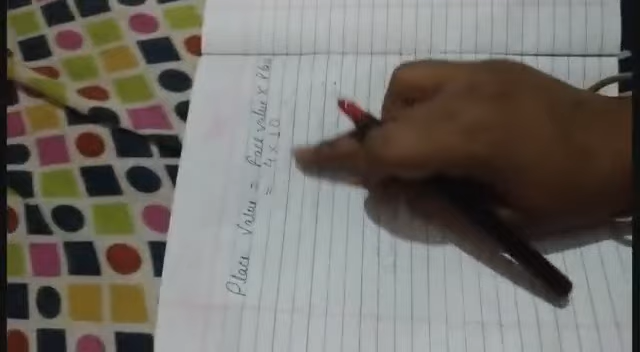 Place Value = Face value x Pla
= 4 x 10